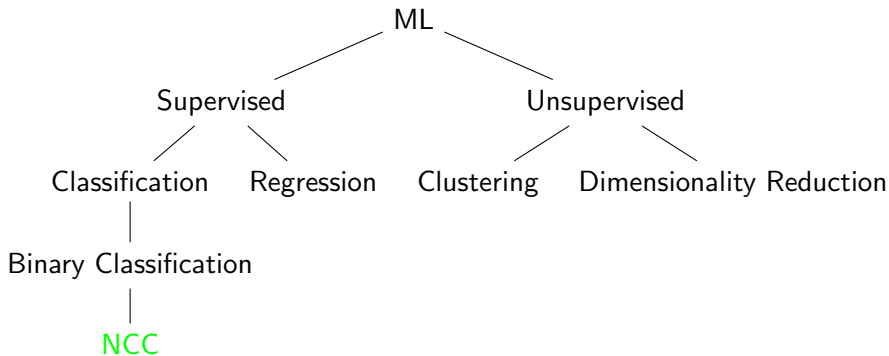 ML
Supervised Unsupervised
Classification Regression Clustering Dimensionality Reduction
Binary Classification
NCC